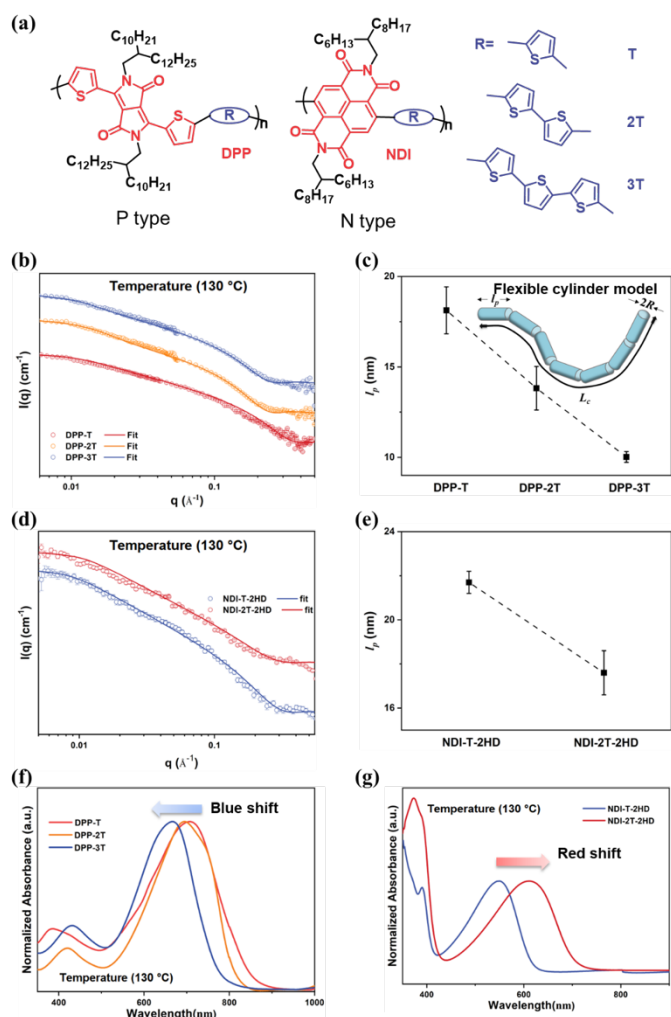 (a)
C10H21
C12H25
N
O
S
R
n
O
N
S
DPP
C12H25
C10H21
P type
C8H17
C6H13
O
N
O
R
n
O
N
O
NDI
C6H13
C8H17
N type
R=
S
T
S
S
2T
S
S
S
3T
(b)
Temperature (130 °C)
I(q) (cm⁻¹)
DPP-T Fit
DPP-2T Fit
DPP-3T Fit
0.01 0.1
q (Å⁻¹)
(c)
Flexible cylinder model
lp
2R
Lc
lp (nm)
20
18
15
13
10
DPP-T DPP-2T DPP-3T
(d)
Temperature (130 °C)
I(q) (cm⁻¹)
NDI-T-2HD fit
NDI-2T-2HD fit
0.01 0.1
q (Å⁻¹)
(e)
lp (nm)
24
22
20
18
16
NDI-T-2HD NDI-2T-2HD
(f)
Normalized Absorbance (a.u.)
DPP-T
DPP-2T
DPP-3T
Blue shift
Temperature (130 °C)
400 600 800 1000
Wavelength(nm)
(g)
Normalized Absorbance (a.u.)
Temperature (130 °C)
NDI-T-2HD
NDI-2T-2HD
Red shift
400 600 800
Wavelength(nm)